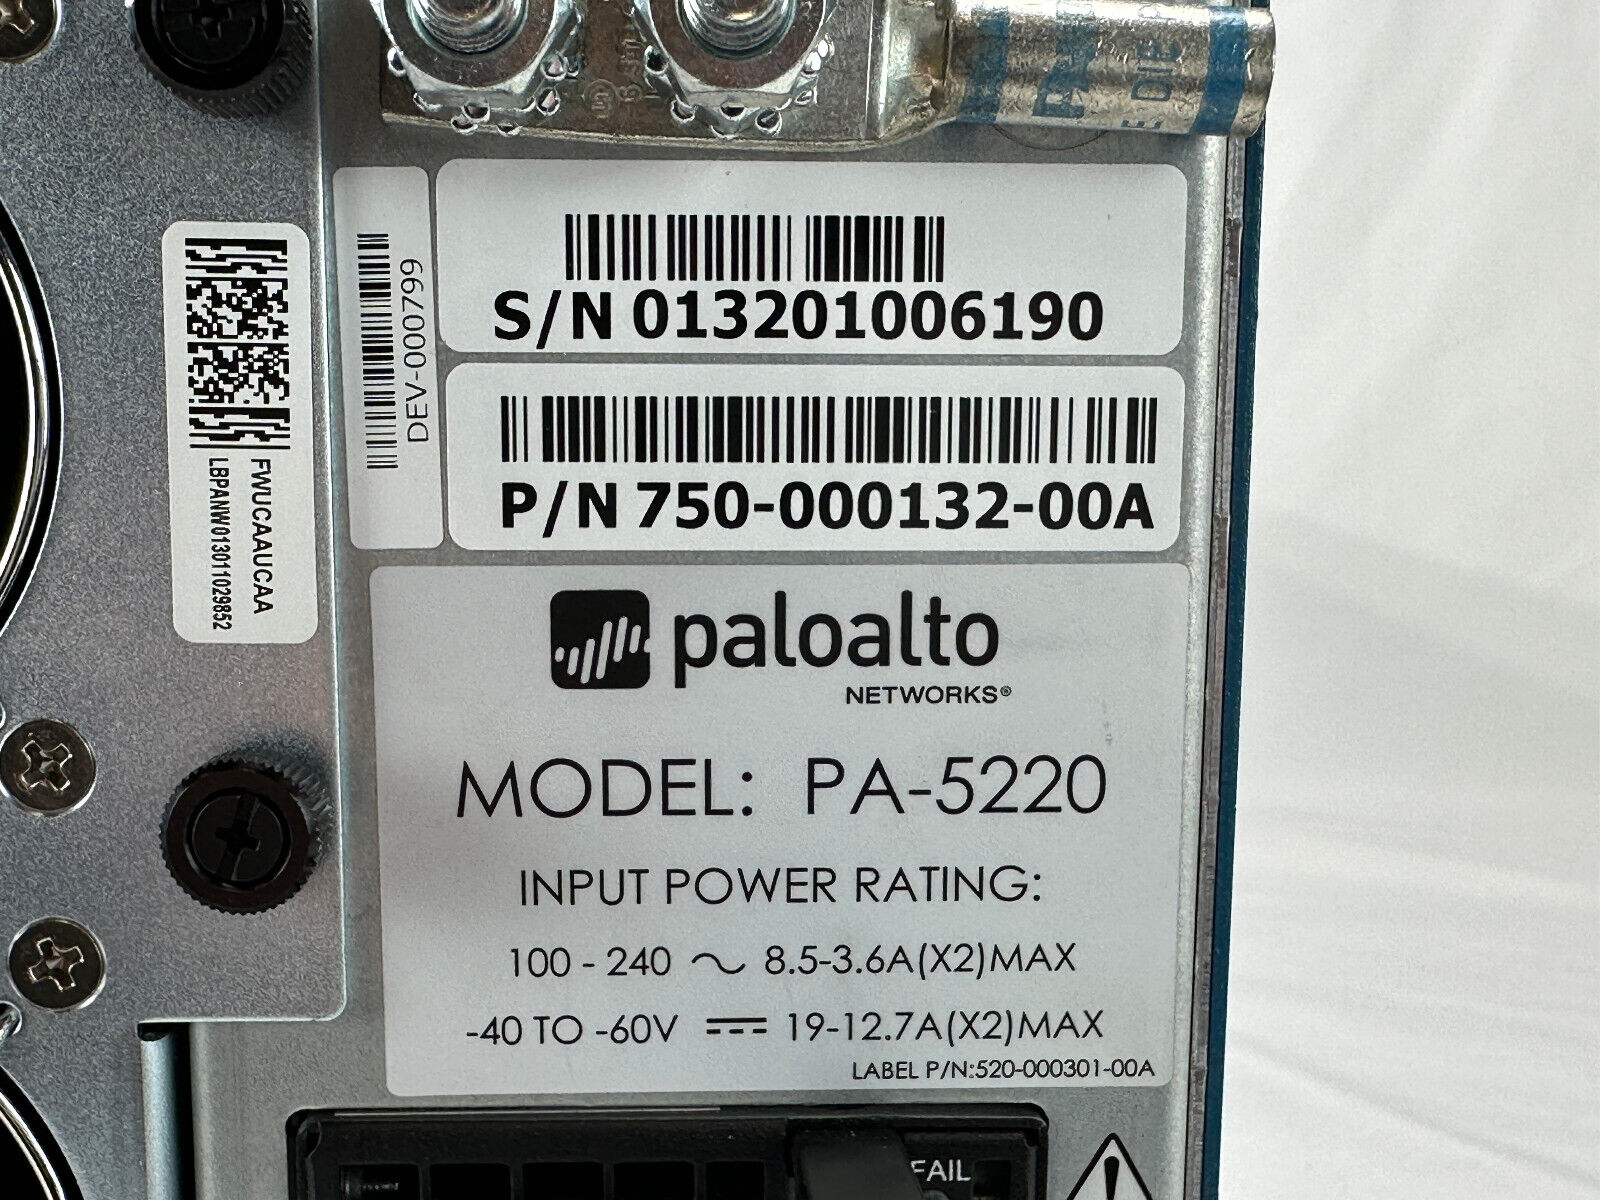 S/N 013201006190
DEV-000799
P/N 750-000132-00A
FWUCAAUCAA
LBPANW013011029852
paloalto
NETWORKS®
MODEL: PA-5220
INPUT POWER RATING:
100 - 240 ∿ 8.5-3.6A(X2)MAX
-40 TO -60V ⎓ 19-12.7A(X2)MAX
LABEL P/N:520-000301-00A
FAIL